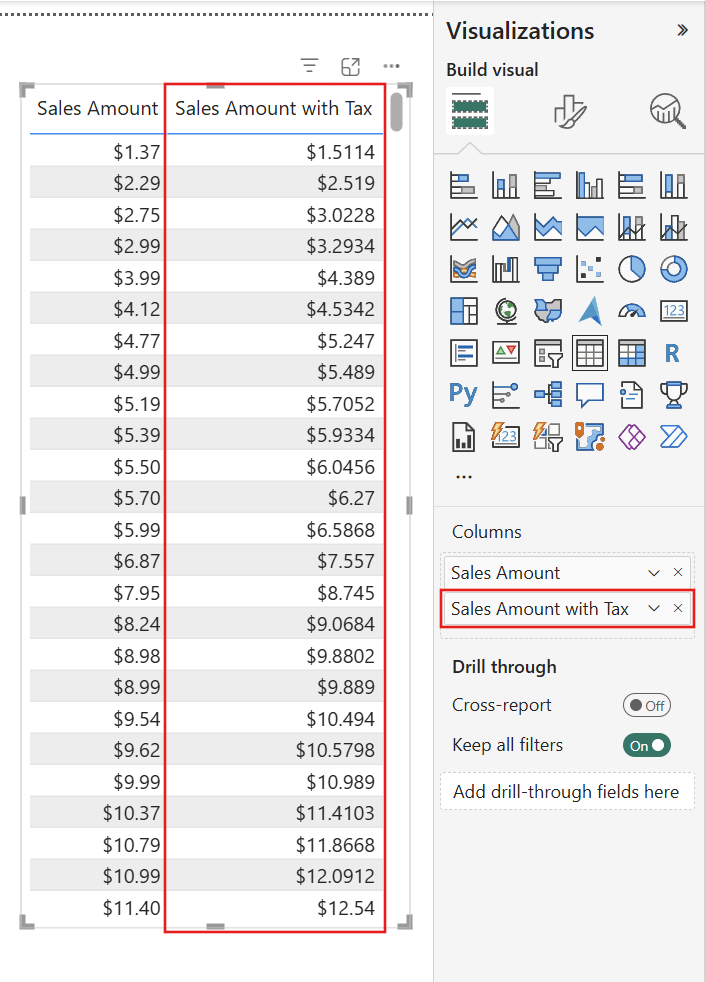 Visualizations
Build visual
Sales Amount Sales Amount with Tax
$1.37 $1.5114
$2.29 $2.519
$2.75 $3.0228
$2.99 $3.2934
$3.99 $4.389
$4.12 $4.5342
$4.77 $5.247
$4.99 $5.489
$5.19 $5.7052
$5.39 $5.9334
$5.50 $6.0456
$5.70 $6.27
$5.99 $6.5868
$6.87 $7.557
$7.95 $8.745
$8.24 $9.0684
$8.98 $9.8802
$8.99 $9.889
$9.54 $10.494
$9.62 $10.5798
$9.99 $10.989
$10.37 $11.4103
$10.79 $11.8668
$10.99 $12.0912
$11.40 $12.54
123
R
Py
123
Columns
Sales Amount
Sales Amount with Tax
Drill through
Cross-report Off
Keep all filters On
Add drill-through fields here